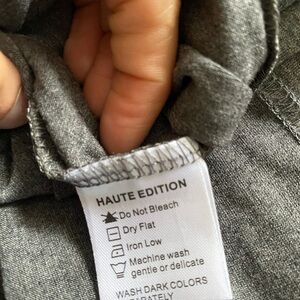 HAUTE EDITION
Do Not Bleach
Dry Flat
Iron Low
Machine wash
gentle or delicate
WASH DARK COLORS